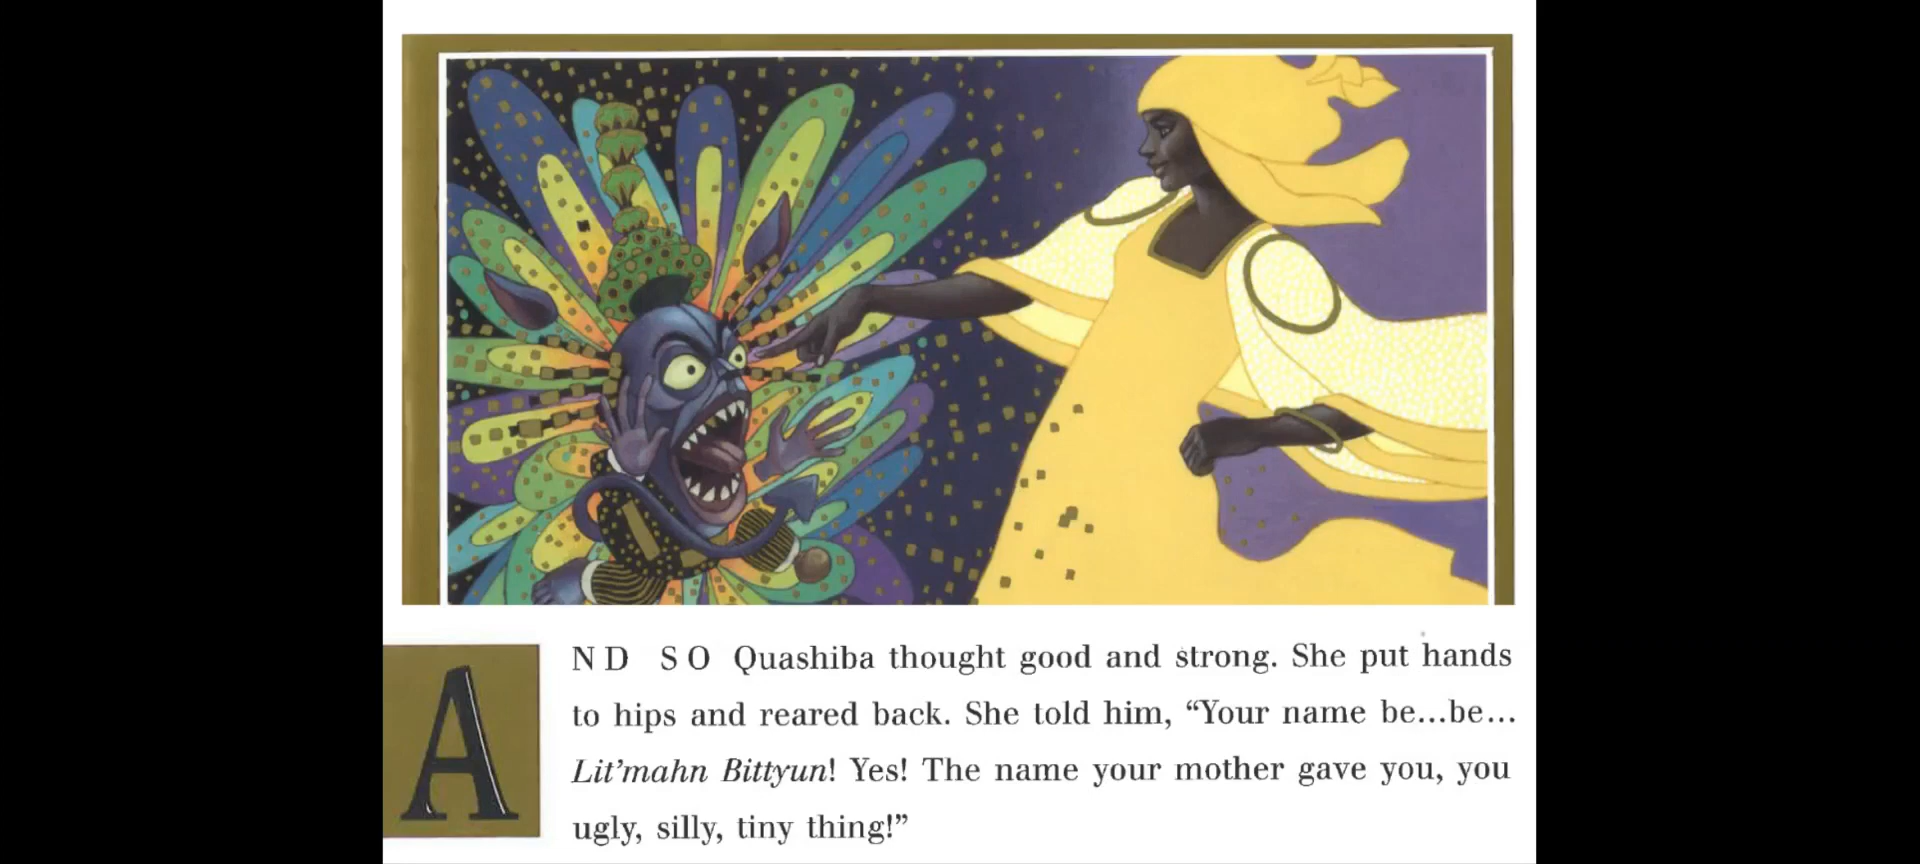 AND SO Quashiba thought good and strong. She put hands
to hips and reared back. She told him, “Your name be...be...
Lit’mahn Bittyun! Yes! The name your mother gave you, you
ugly, silly, tiny thing!”